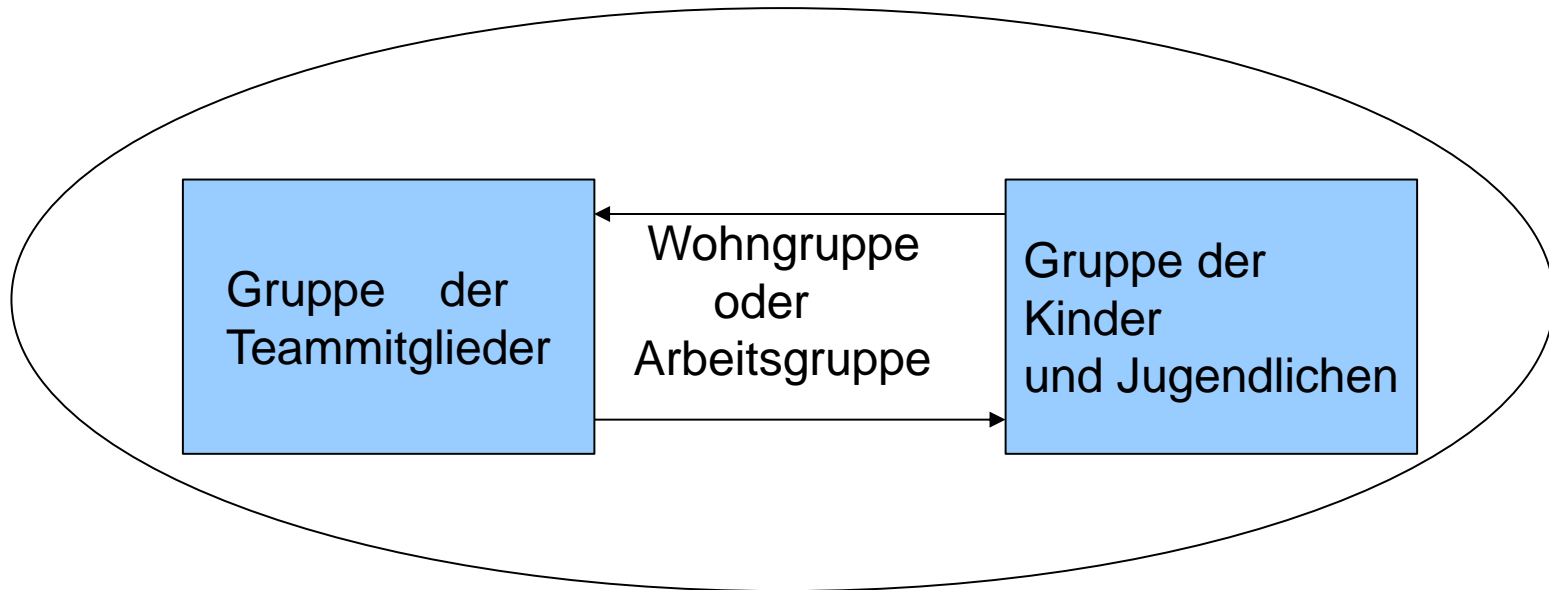 Gruppe der
Teammitglieder
Wohngruppe
oder
Arbeitsgruppe
Gruppe der
Kinder
und Jugendlichen